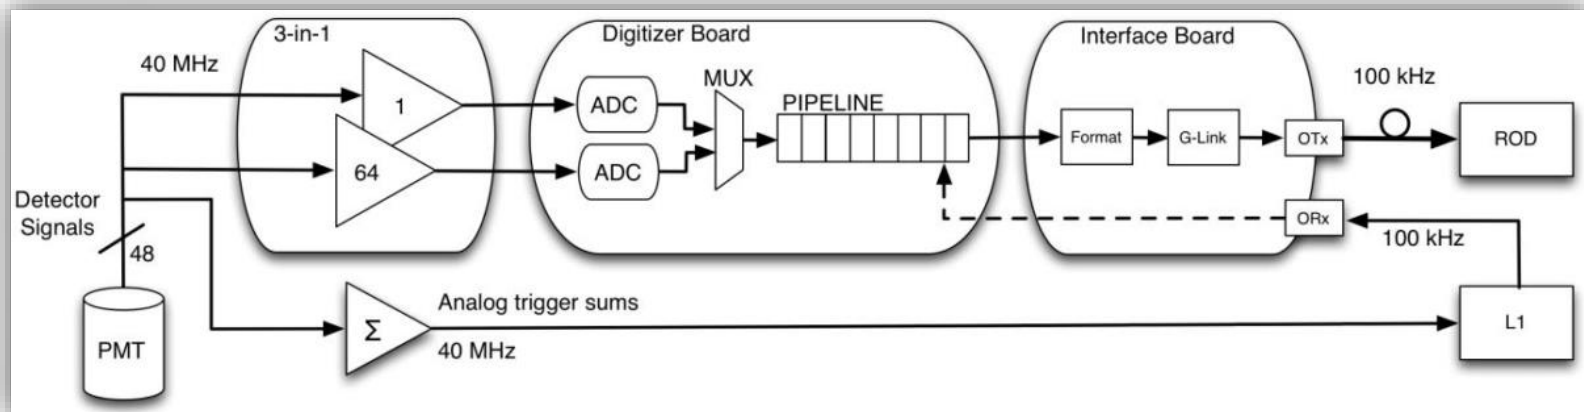 3-in-1
Digitizer Board
Interface Board
40 MHz
MUX
100 kHz
1
ADC
PIPELINE
Format
G-Link
OTx
ROD
64
ADC
Detector
Signals
ORx
100 kHz
48
Analog trigger sums
L1
Σ
PMT
40 MHz